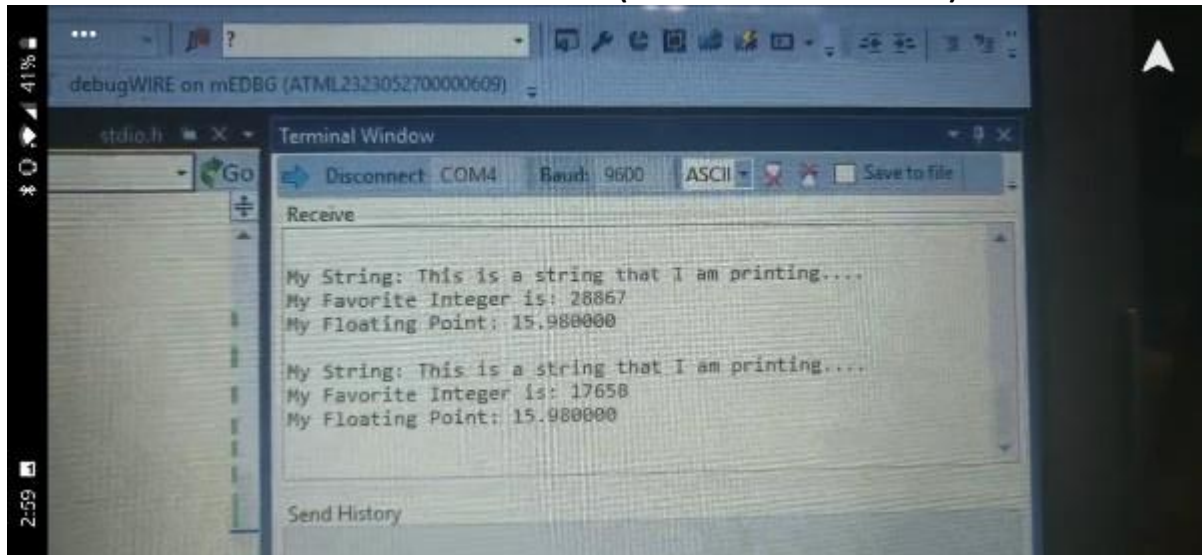 ?
debugWIRE on mEDBG (ATML2323052700000609)
stdio.h
Terminal Window
Go
Disconnect COM4 Baud: 9600 ASCII Save to file
Receive
My String: This is a string that I am printing....
My Favorite Integer is: 28867
My Floating Point: 15.980000
My String: This is a string that I am printing....
My Favorite Integer is: 17658
My Floating Point: 15.980000
Send History
41%
2:59